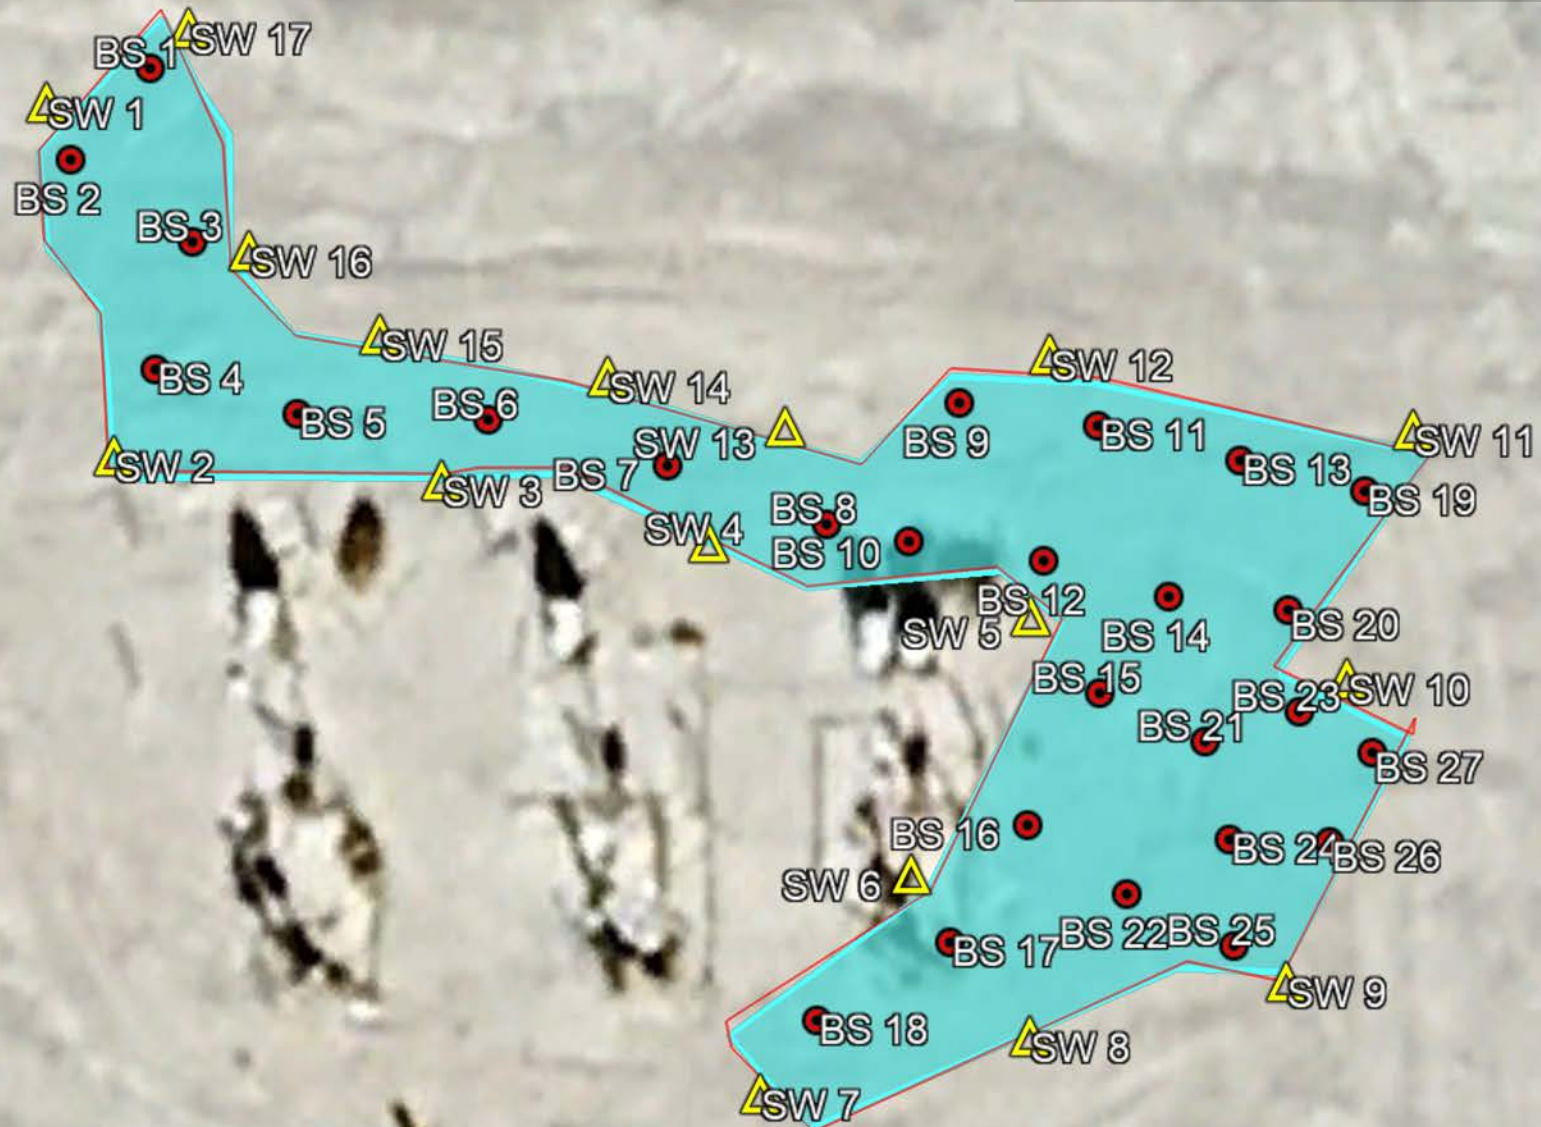 SW 17
BS 1
SW 1
BS 2
BS 3
SW 16
SW 15
SW 12
BS 4
SW 14
BS 6
BS 5
SW 13
BS 9
BS 11
SW 11
SW 2
BS 7
BS 13
SW 3
BS 19
BS 8
SW 4
BS 10
BS 12
SW 5
BS 14
BS 20
BS 15
BS 23
SW 10
BS 21
BS 27
BS 16
BS 24
BS 26
SW 6
BS 22
BS 25
BS 17
SW 9
BS 18
SW 8
SW 7